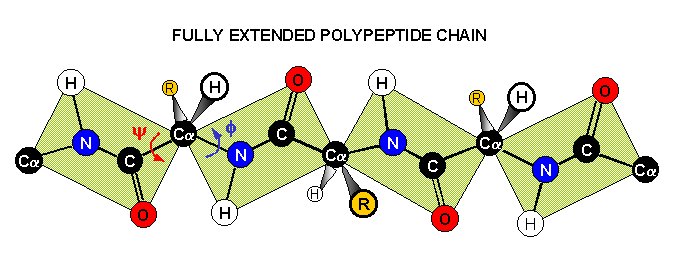 FULLY EXTENDED POLYPEPTIDE CHAIN
H R H O H R H O
Ψ Cα ϕ C N Cα
N N Cα C
Cα C H N C Cα
H O R O H